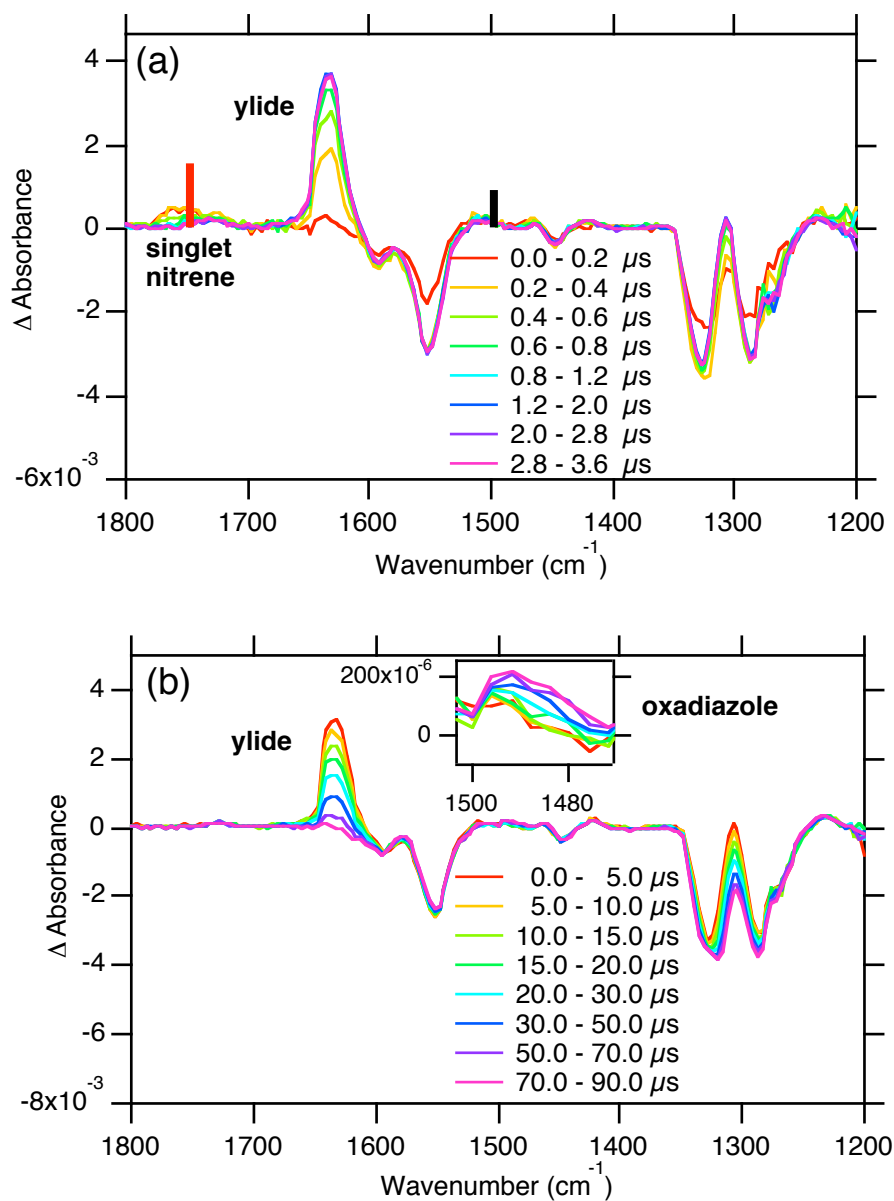 (a)
4
2
0
-2
-4
-6x10⁻³
Δ Absorbance
ylide
singlet
nitrene
0.0 - 0.2 µs
0.2 - 0.4 µs
0.4 - 0.6 µs
0.6 - 0.8 µs
0.8 - 1.2 µs
1.2 - 2.0 µs
2.0 - 2.8 µs
2.8 - 3.6 µs
1800 1700 1600 1500 1400 1300 1200
Wavenumber (cm⁻¹)
(b)
4
2
0
-2
-4
-6
-8x10⁻³
Δ Absorbance
ylide
200x10⁻⁶
0
1500 1480
oxadiazole
0.0 - 5.0 µs
5.0 - 10.0 µs
10.0 - 15.0 µs
15.0 - 20.0 µs
20.0 - 30.0 µs
30.0 - 50.0 µs
50.0 - 70.0 µs
70.0 - 90.0 µs
1800 1700 1600 1500 1400 1300 1200
Wavenumber (cm⁻¹)